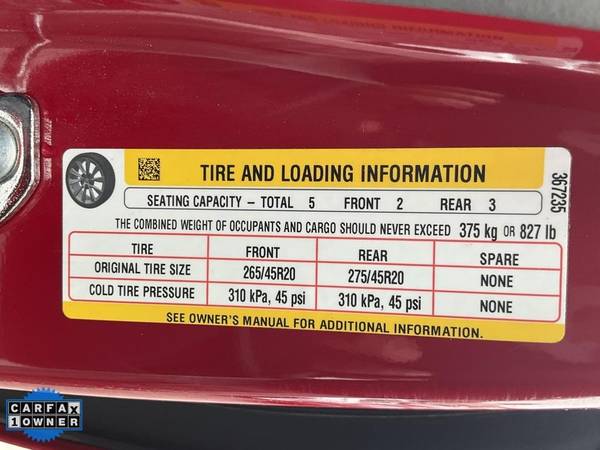 TIRE AND LOADING INFORMATION
SEATING CAPACITY – TOTAL 5 FRONT 2 REAR 3
THE COMBINED WEIGHT OF OCCUPANTS AND CARGO SHOULD NEVER EXCEED 375 kg OR 827 lb
TIRE FRONT REAR SPARE
ORIGINAL TIRE SIZE 265/45R20 275/45R20 NONE
COLD TIRE PRESSURE 310 kPa, 45 psi 310 kPa, 45 psi NONE
SEE OWNER'S MANUAL FOR ADDITIONAL INFORMATION.
367235
CARFAX
1 OWNER